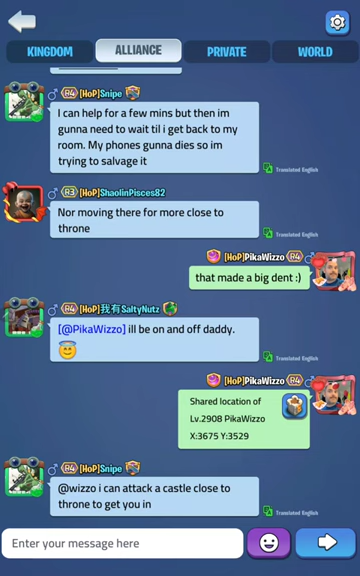 KINGDOM
ALLIANCE
PRIVATE
WORLD
R4 [HoP]Snipe
I can help for a few mins but then im
gunna need to wait til i get back to my
room. My phones gunna dies so im
trying to salvage it
Translated English
R3 [HoP]ShaolinPisces82
Nor moving there for more close to
throne
Translated English
[HoP]PikaWizzo R4
that made a big dent :)
R4 [HoP]我有SaltyNutz
[@PikaWizzo] ill be on and off daddy.
Translated English
[HoP]PikaWizzo R4
Shared location of
Lv.2908 PikaWizzo
X:3675 Y:3529
R4 [HoP]Snipe
@wizzo i can attack a castle close to
throne to get you in
Translated English
Enter your message here